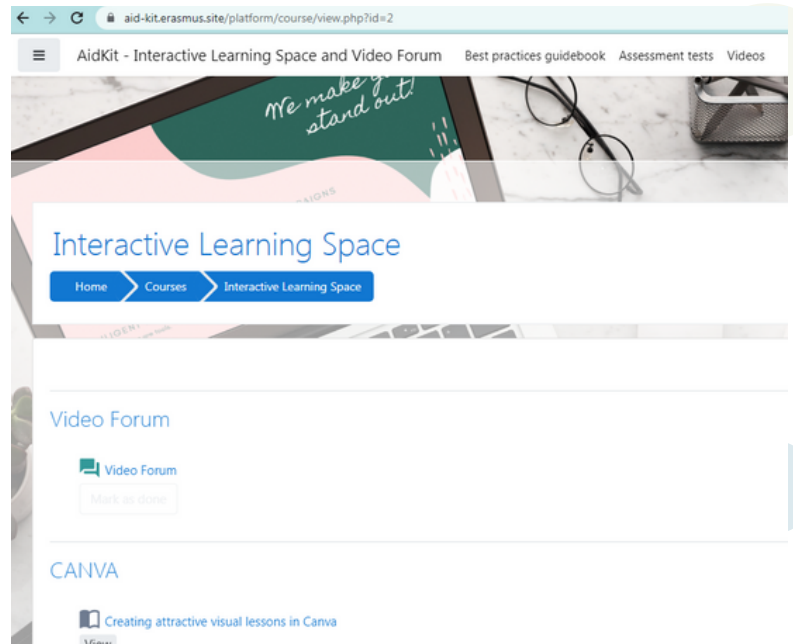 aid-kit.erasmus.site/platform/course/view.php?id=2
AidKit - Interactive Learning Space and Video Forum Best practices guidebook Assessment tests Videos
We make you
stand out!
Interactive Learning Space
Home Courses Interactive Learning Space
Video Forum
Video Forum
Mark as done
CANVA
Creating attractive visual lessons in Canva
View